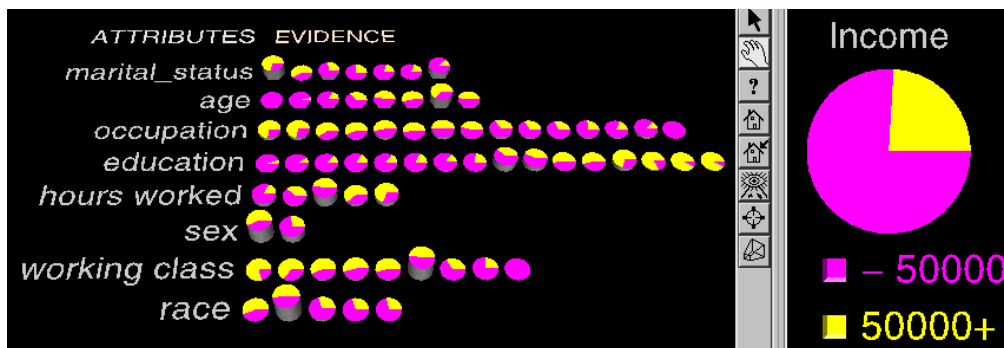 ATTRIBUTES EVIDENCE
marital_status
age
occupation
education
hours worked
sex
working class
race
?
Income
- 50000
50000+